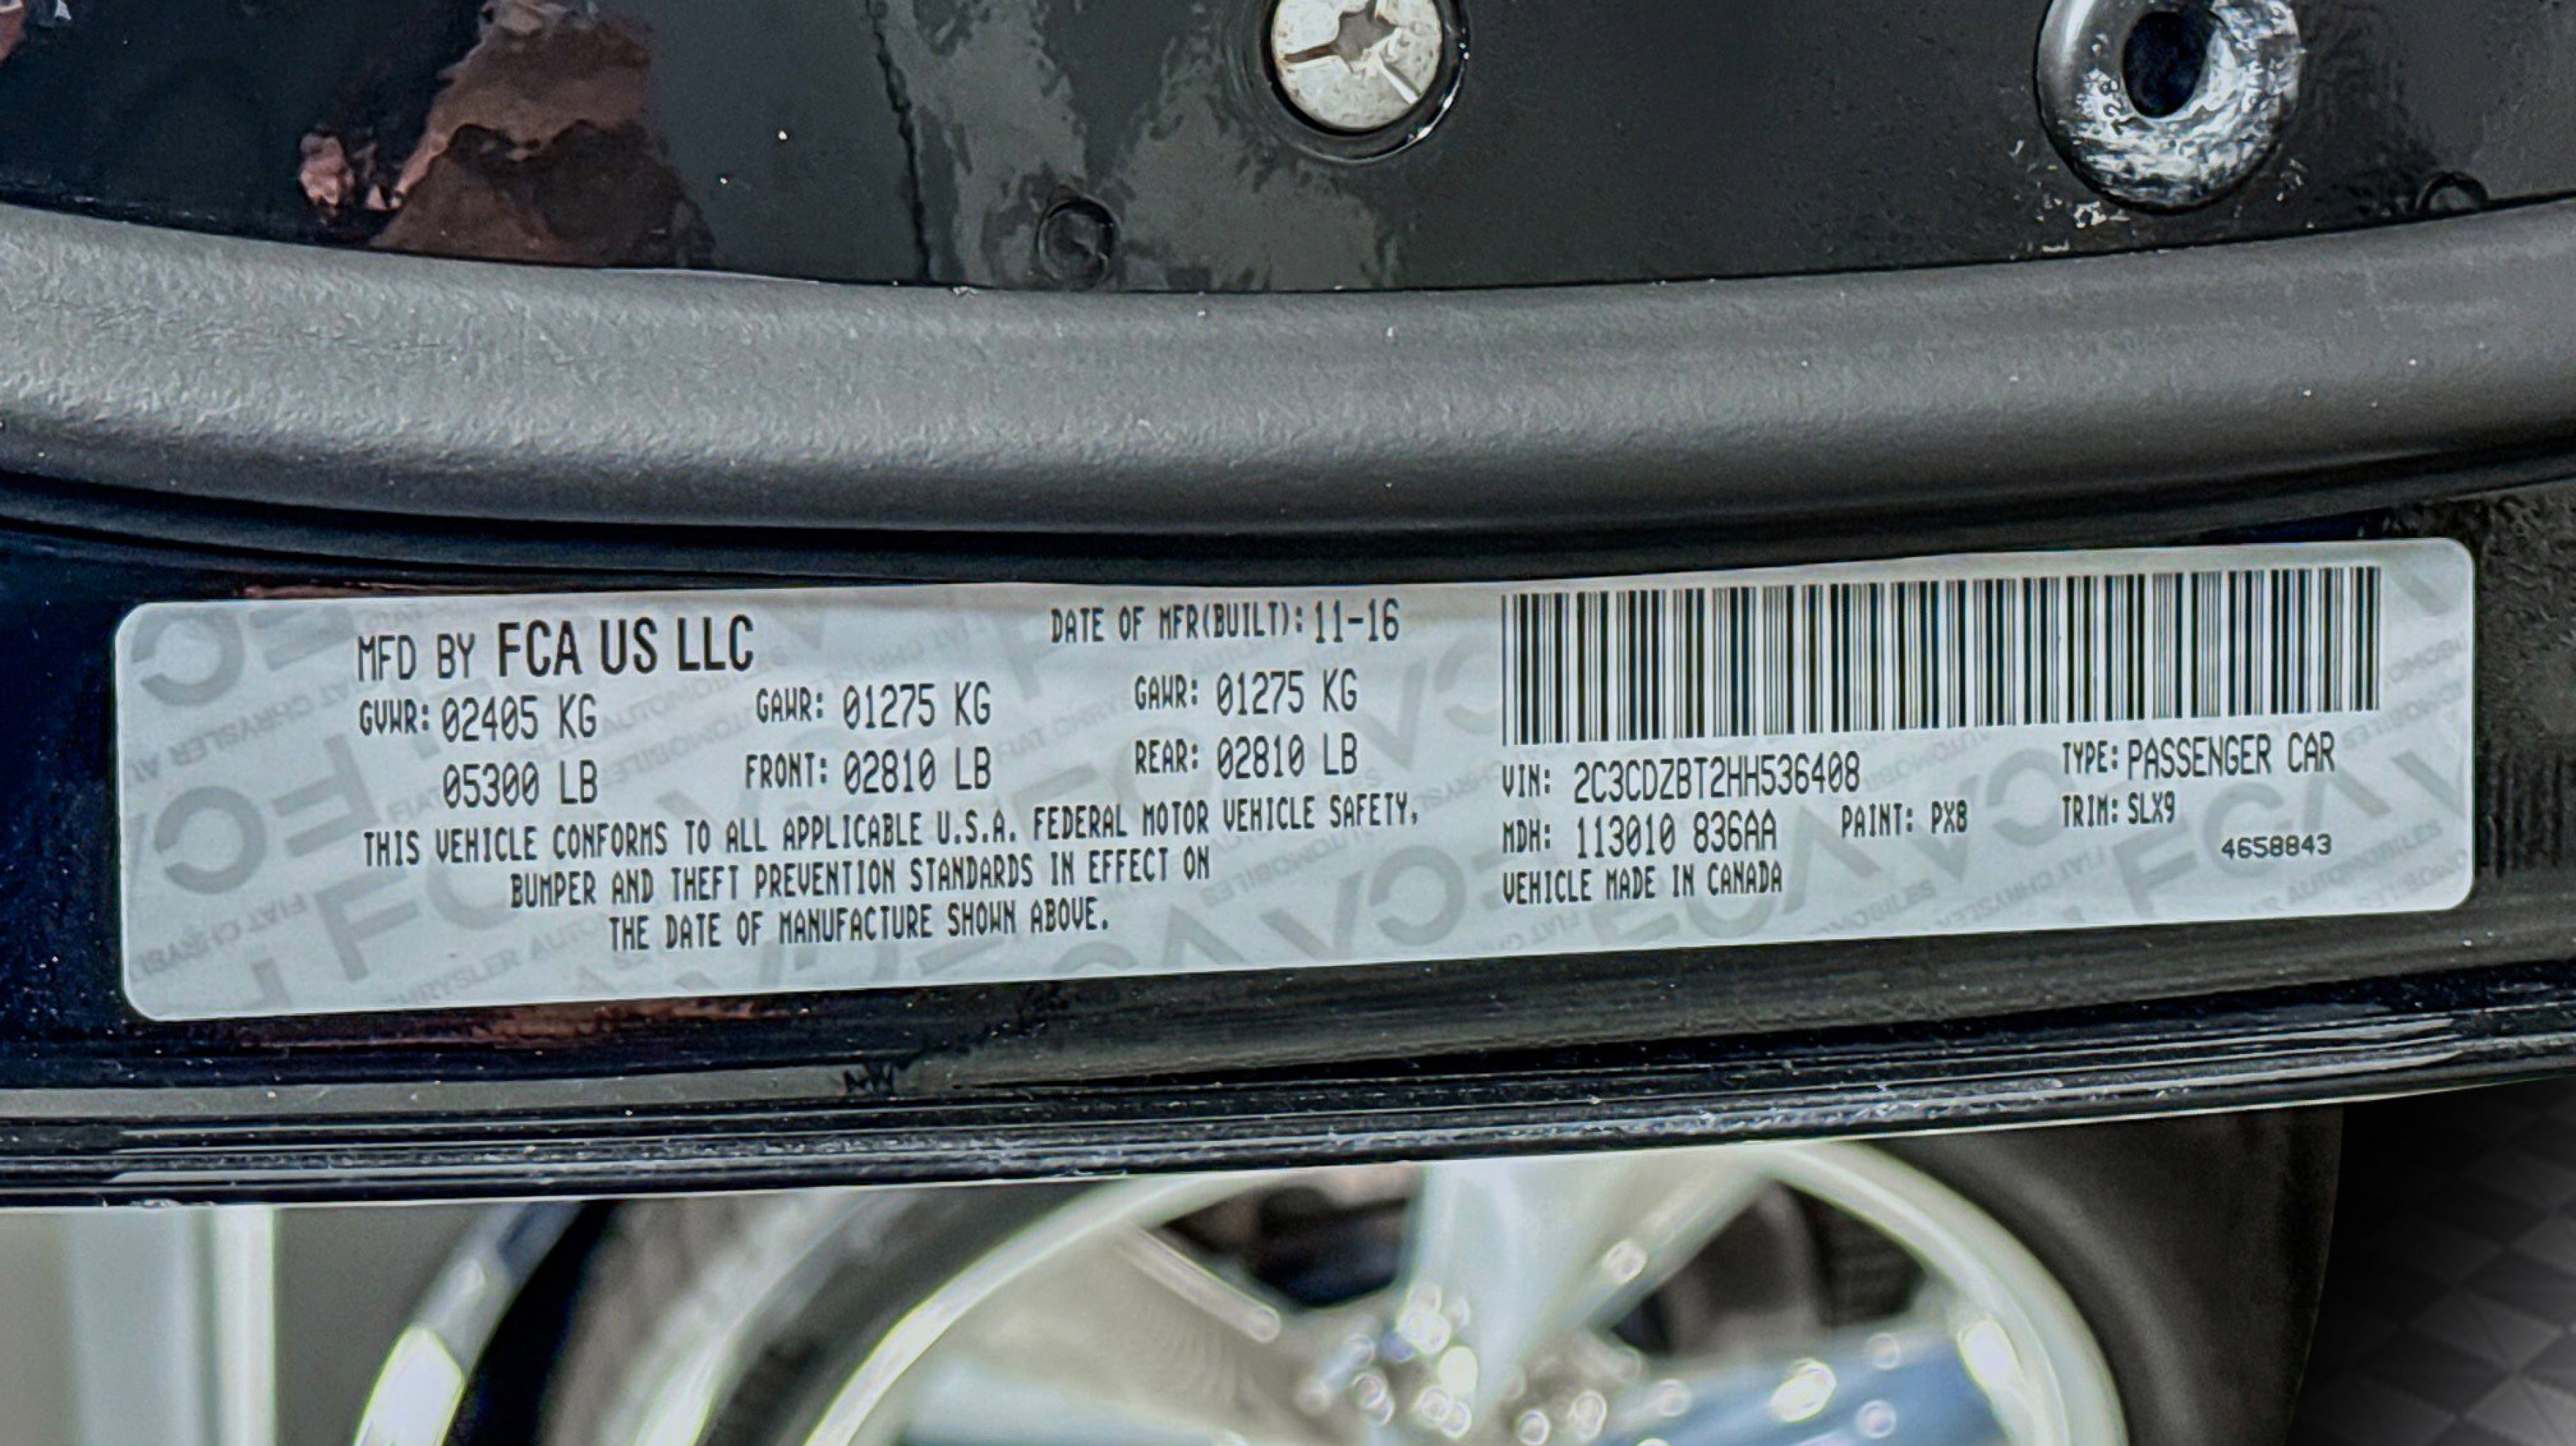 MFD BY FCA US LLC
DATE OF MFR(BUILT): 11-16
GVWR: 02405 KG
GAWR: 01275 KG
GAWR: 01275 KG
05300 LB
FRONT: 02810 LB
REAR: 02810 LB
THIS VEHICLE CONFORMS TO ALL APPLICABLE U.S.A. FEDERAL MOTOR VEHICLE SAFETY,
BUMPER AND THEFT PREVENTION STANDARDS IN EFFECT ON
THE DATE OF MANUFACTURE SHOWN ABOVE.
VIN: 2C3CDZBT2HH536408
TYPE: PASSENGER CAR
MDH: 113010 836AA
PAINT: PX8
TRIM: SLX9
VEHICLE MADE IN CANADA
4658843